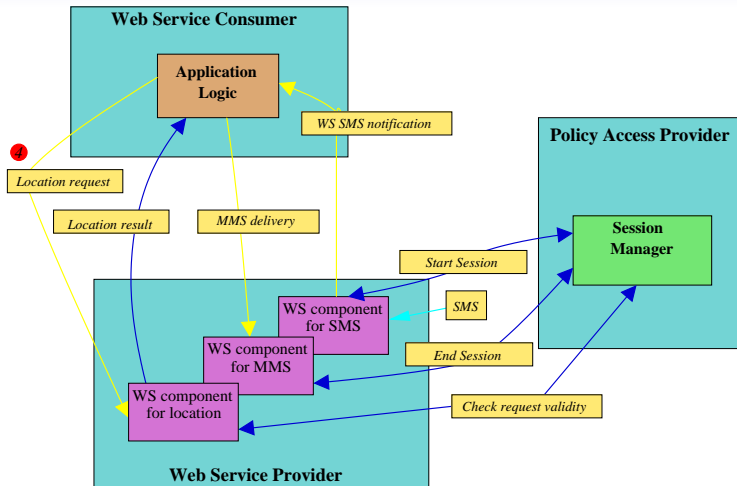 Web Service Consumer
Application
Logic
WS SMS notification
4
Location request
Location result
MMS delivery
Policy Access Provider
Session
Manager
Start Session
SMS
WS component
for SMS
WS component
for MMS
End Session
WS component
for location
Check request validity
Web Service Provider